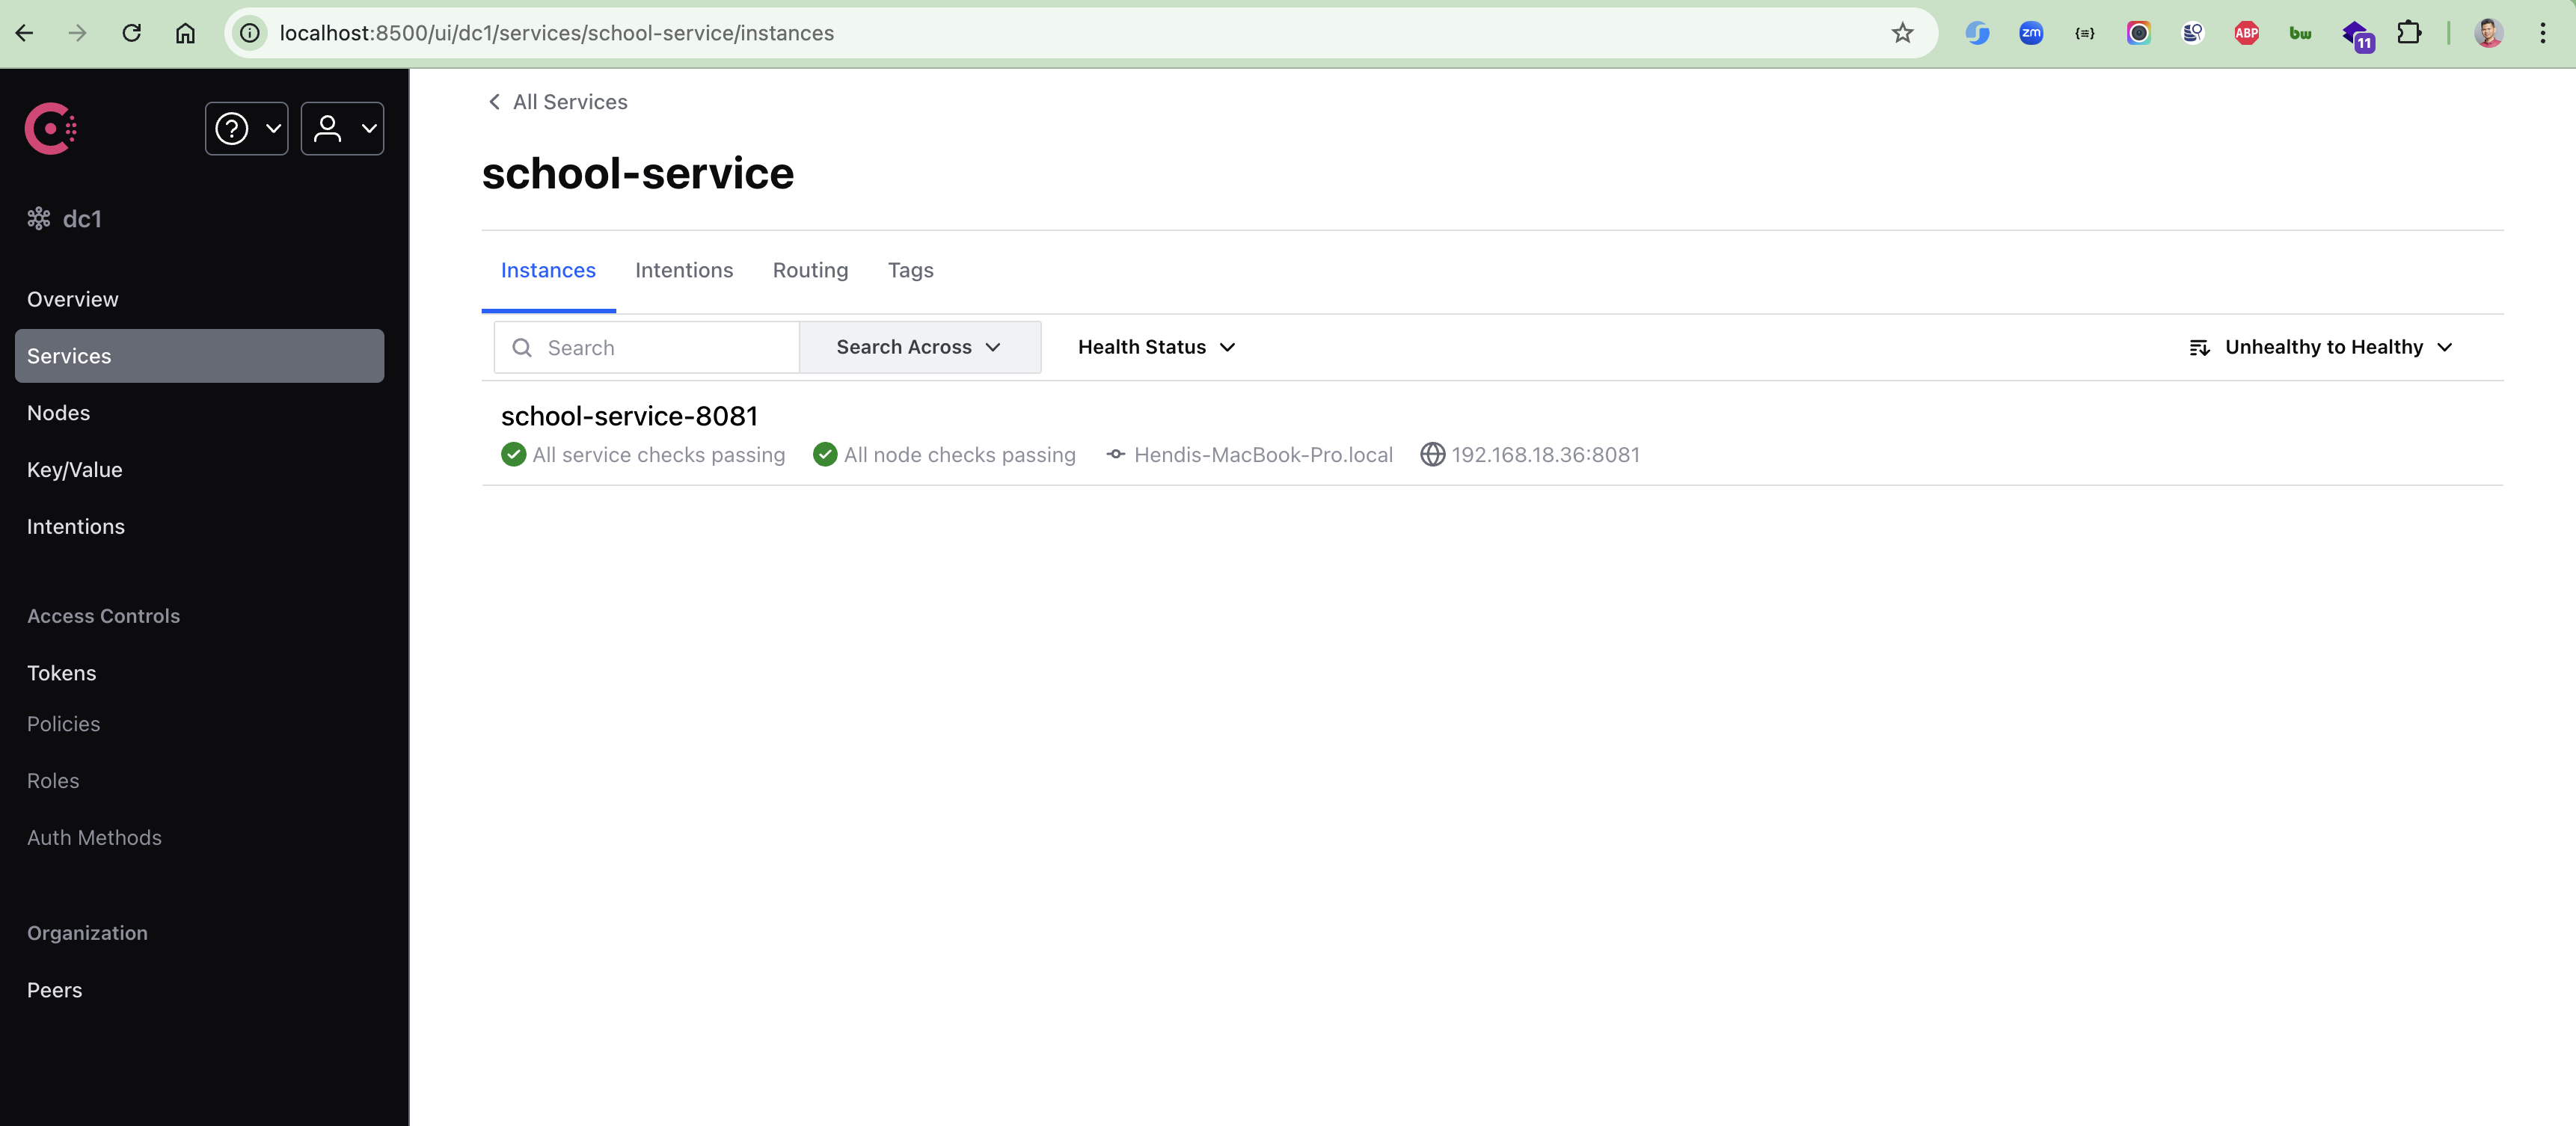 localhost:8500/ui/dc1/services/school-service/instances
zm
ABP
bw
11
dc1
Overview
Services
Nodes
Key/Value
Intentions
Access Controls
Tokens
Policies
Roles
Auth Methods
Organization
Peers
All Services
school-service
Instances Intentions Routing Tags
Search Search Across Health Status Unhealthy to Healthy
school-service-8081
All service checks passing All node checks passing Hendis-MacBook-Pro.local 192.168.18.36:8081